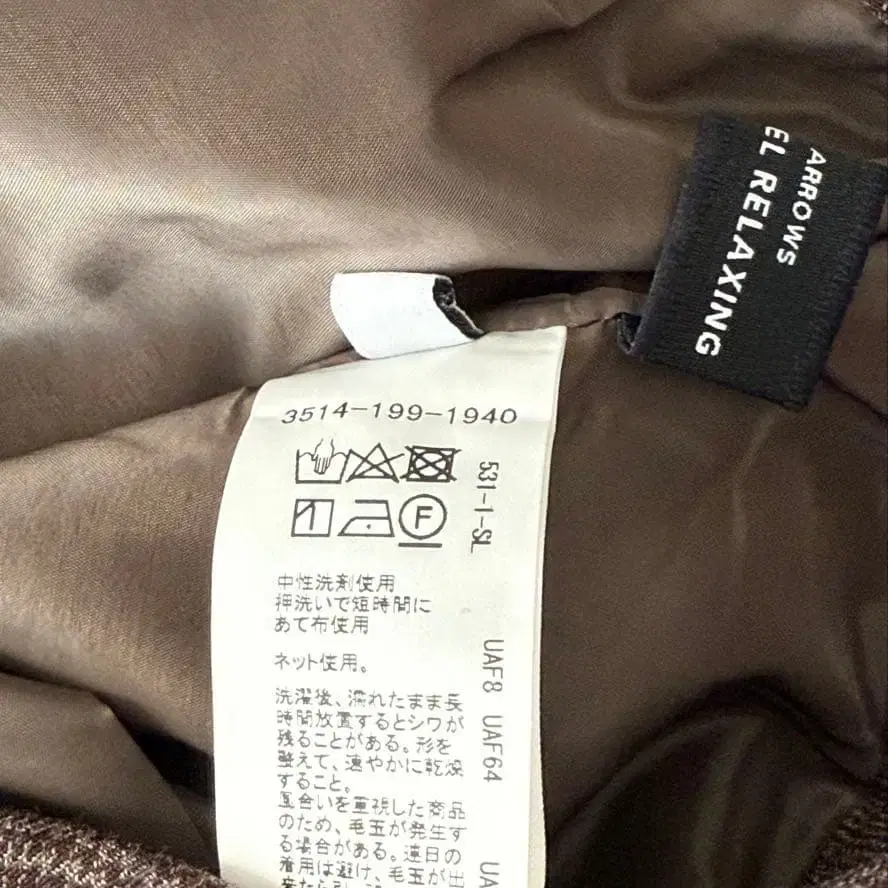 ARROWS
EL RELAXING
3514-199-1940
531-1-SL
F
中性洗剤使用
押洗いで短時間に
あて布使用
ネット使用。
洗濯後、濡れたまま長
時間放置するとシワが
残ることがある。形を
整えて、速やかに乾燥
すること。
風合いを重視した商品
のため、毛玉が発生す
る場合がある。連日の
着用は避け、毛玉が出
UAF8 UAF64